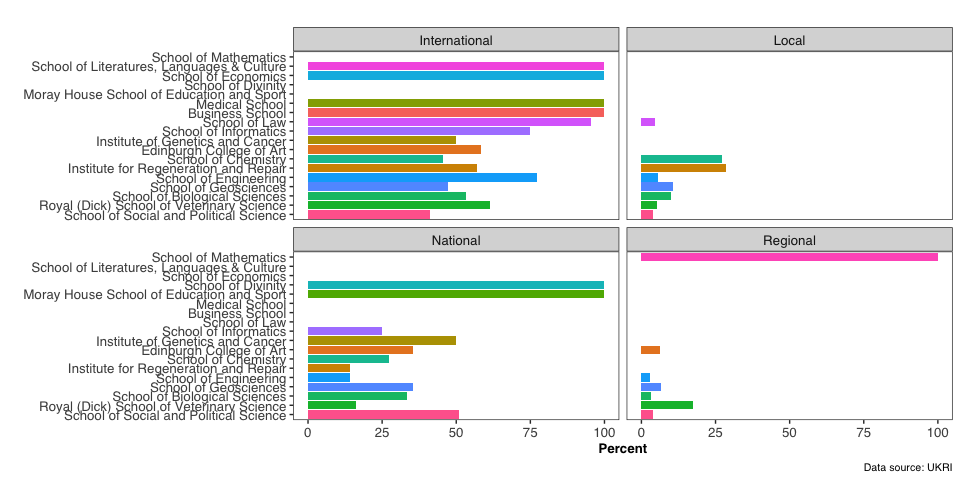 International
Local
School of Mathematics
School of Literatures, Languages & Culture
School of Economics
School of Divinity
Moray House School of Education and Sport
Medical School
Business School
School of Law
School of Informatics
Institute of Genetics and Cancer
Edinburgh College of Art
School of Chemistry
Institute for Regeneration and Repair
School of Engineering
School of Geosciences
School of Biological Sciences
Royal (Dick) School of Veterinary Science
School of Social and Political Science
National
Regional
School of Mathematics
School of Literatures, Languages & Culture
School of Economics
School of Divinity
Moray House School of Education and Sport
Medical School
Business School
School of Law
School of Informatics
Institute of Genetics and Cancer
Edinburgh College of Art
School of Chemistry
Institute for Regeneration and Repair
School of Engineering
School of Geosciences
School of Biological Sciences
Royal (Dick) School of Veterinary Science
School of Social and Political Science
0 25 50 75 100
0 25 50 75 100
Percent
Data source: UKRI